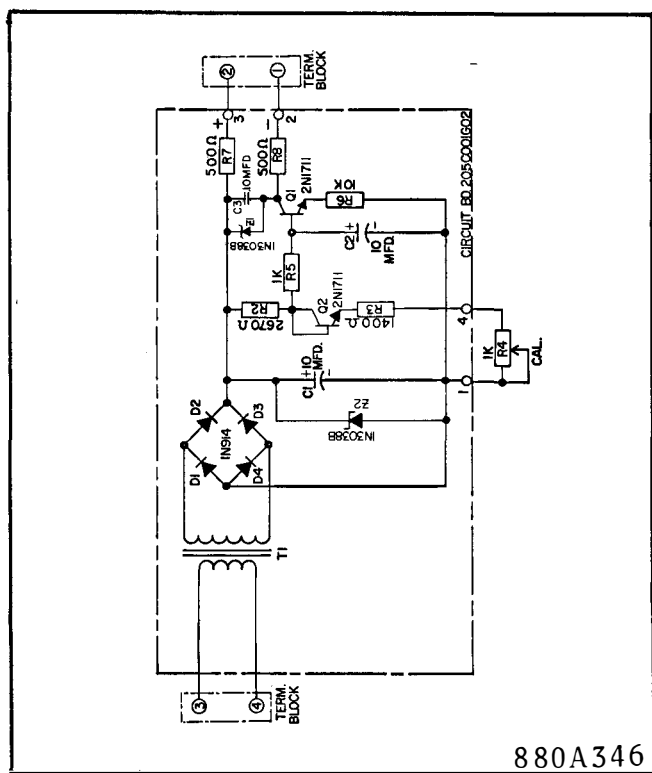 ② ①
TERM.
BLOCK
+ 3 − 2
500Ω R7
500Ω R8
C3 10MFD
Z1
IN3038B
Q1
2N1711
R6
10K
C2 +
10 −
MFD.
CIRCUIT BD 205C001G02
1K
R5
R2
2670Ω
Q2
2N1711
R3
1400Ω
4
1K
R4
CAL.
C1 +10 −
MFD.
1
Z2
IN3038B
D2
D3
1N914
D1
D4
T1
③ ④
TERM.
BLOCK
880A346